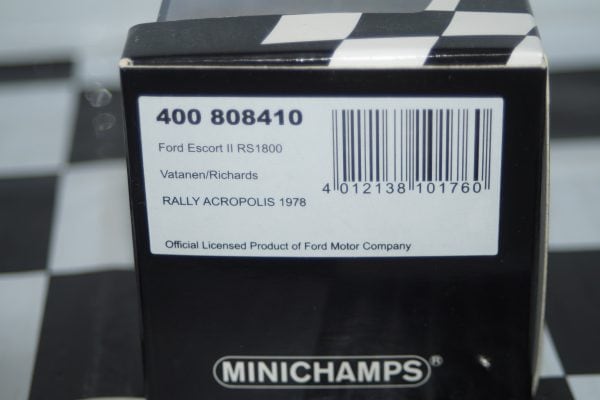 400 808410
Ford Escort II RS1800
Vatanen/Richards
4 012138 101760
RALLY ACROPOLIS 1978
Official Licensed Product of Ford Motor Company
MINICHAMPS®